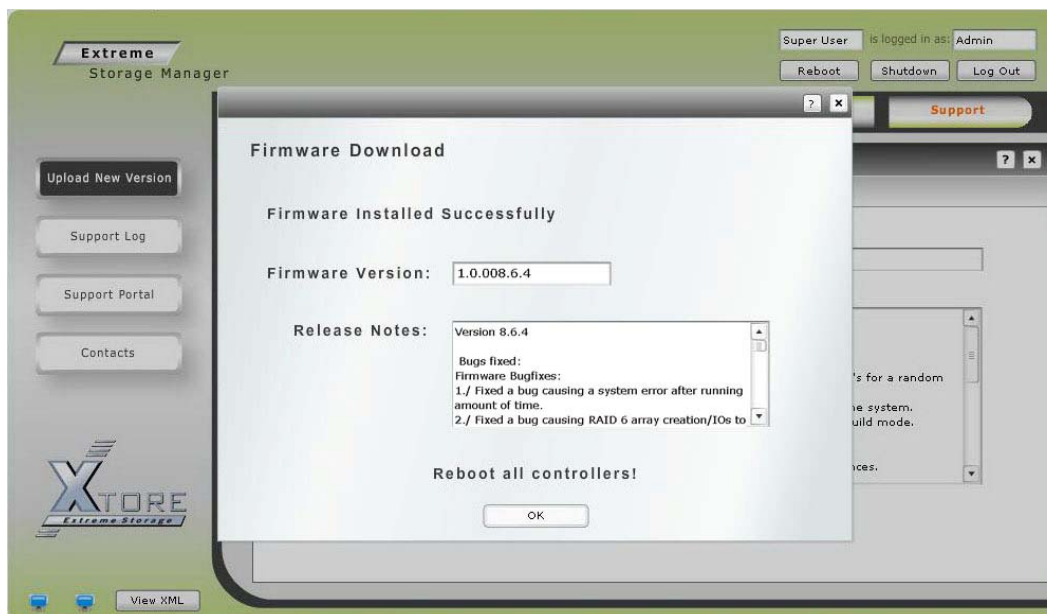 Extreme
Storage Manager
Super User is logged in as: Admin
Reboot Shutdown Log Out
Support
? ×
? ×
Upload New Version
Support Log
Support Portal
Contacts
Firmware Download
Firmware Installed Successfully
Firmware Version: 1.0.008.6.4
Release Notes:
Version 8.6.4
Bugs fixed:
Firmware Bugfixes:
1./ Fixed a bug causing a system error after running
amount of time.
2./ Fixed a bug causing RAID 6 array creation/IOs to
's for a random
system.
mode.
Reboot all controllers!
OK
XTORE
Extreme Storage
View XML